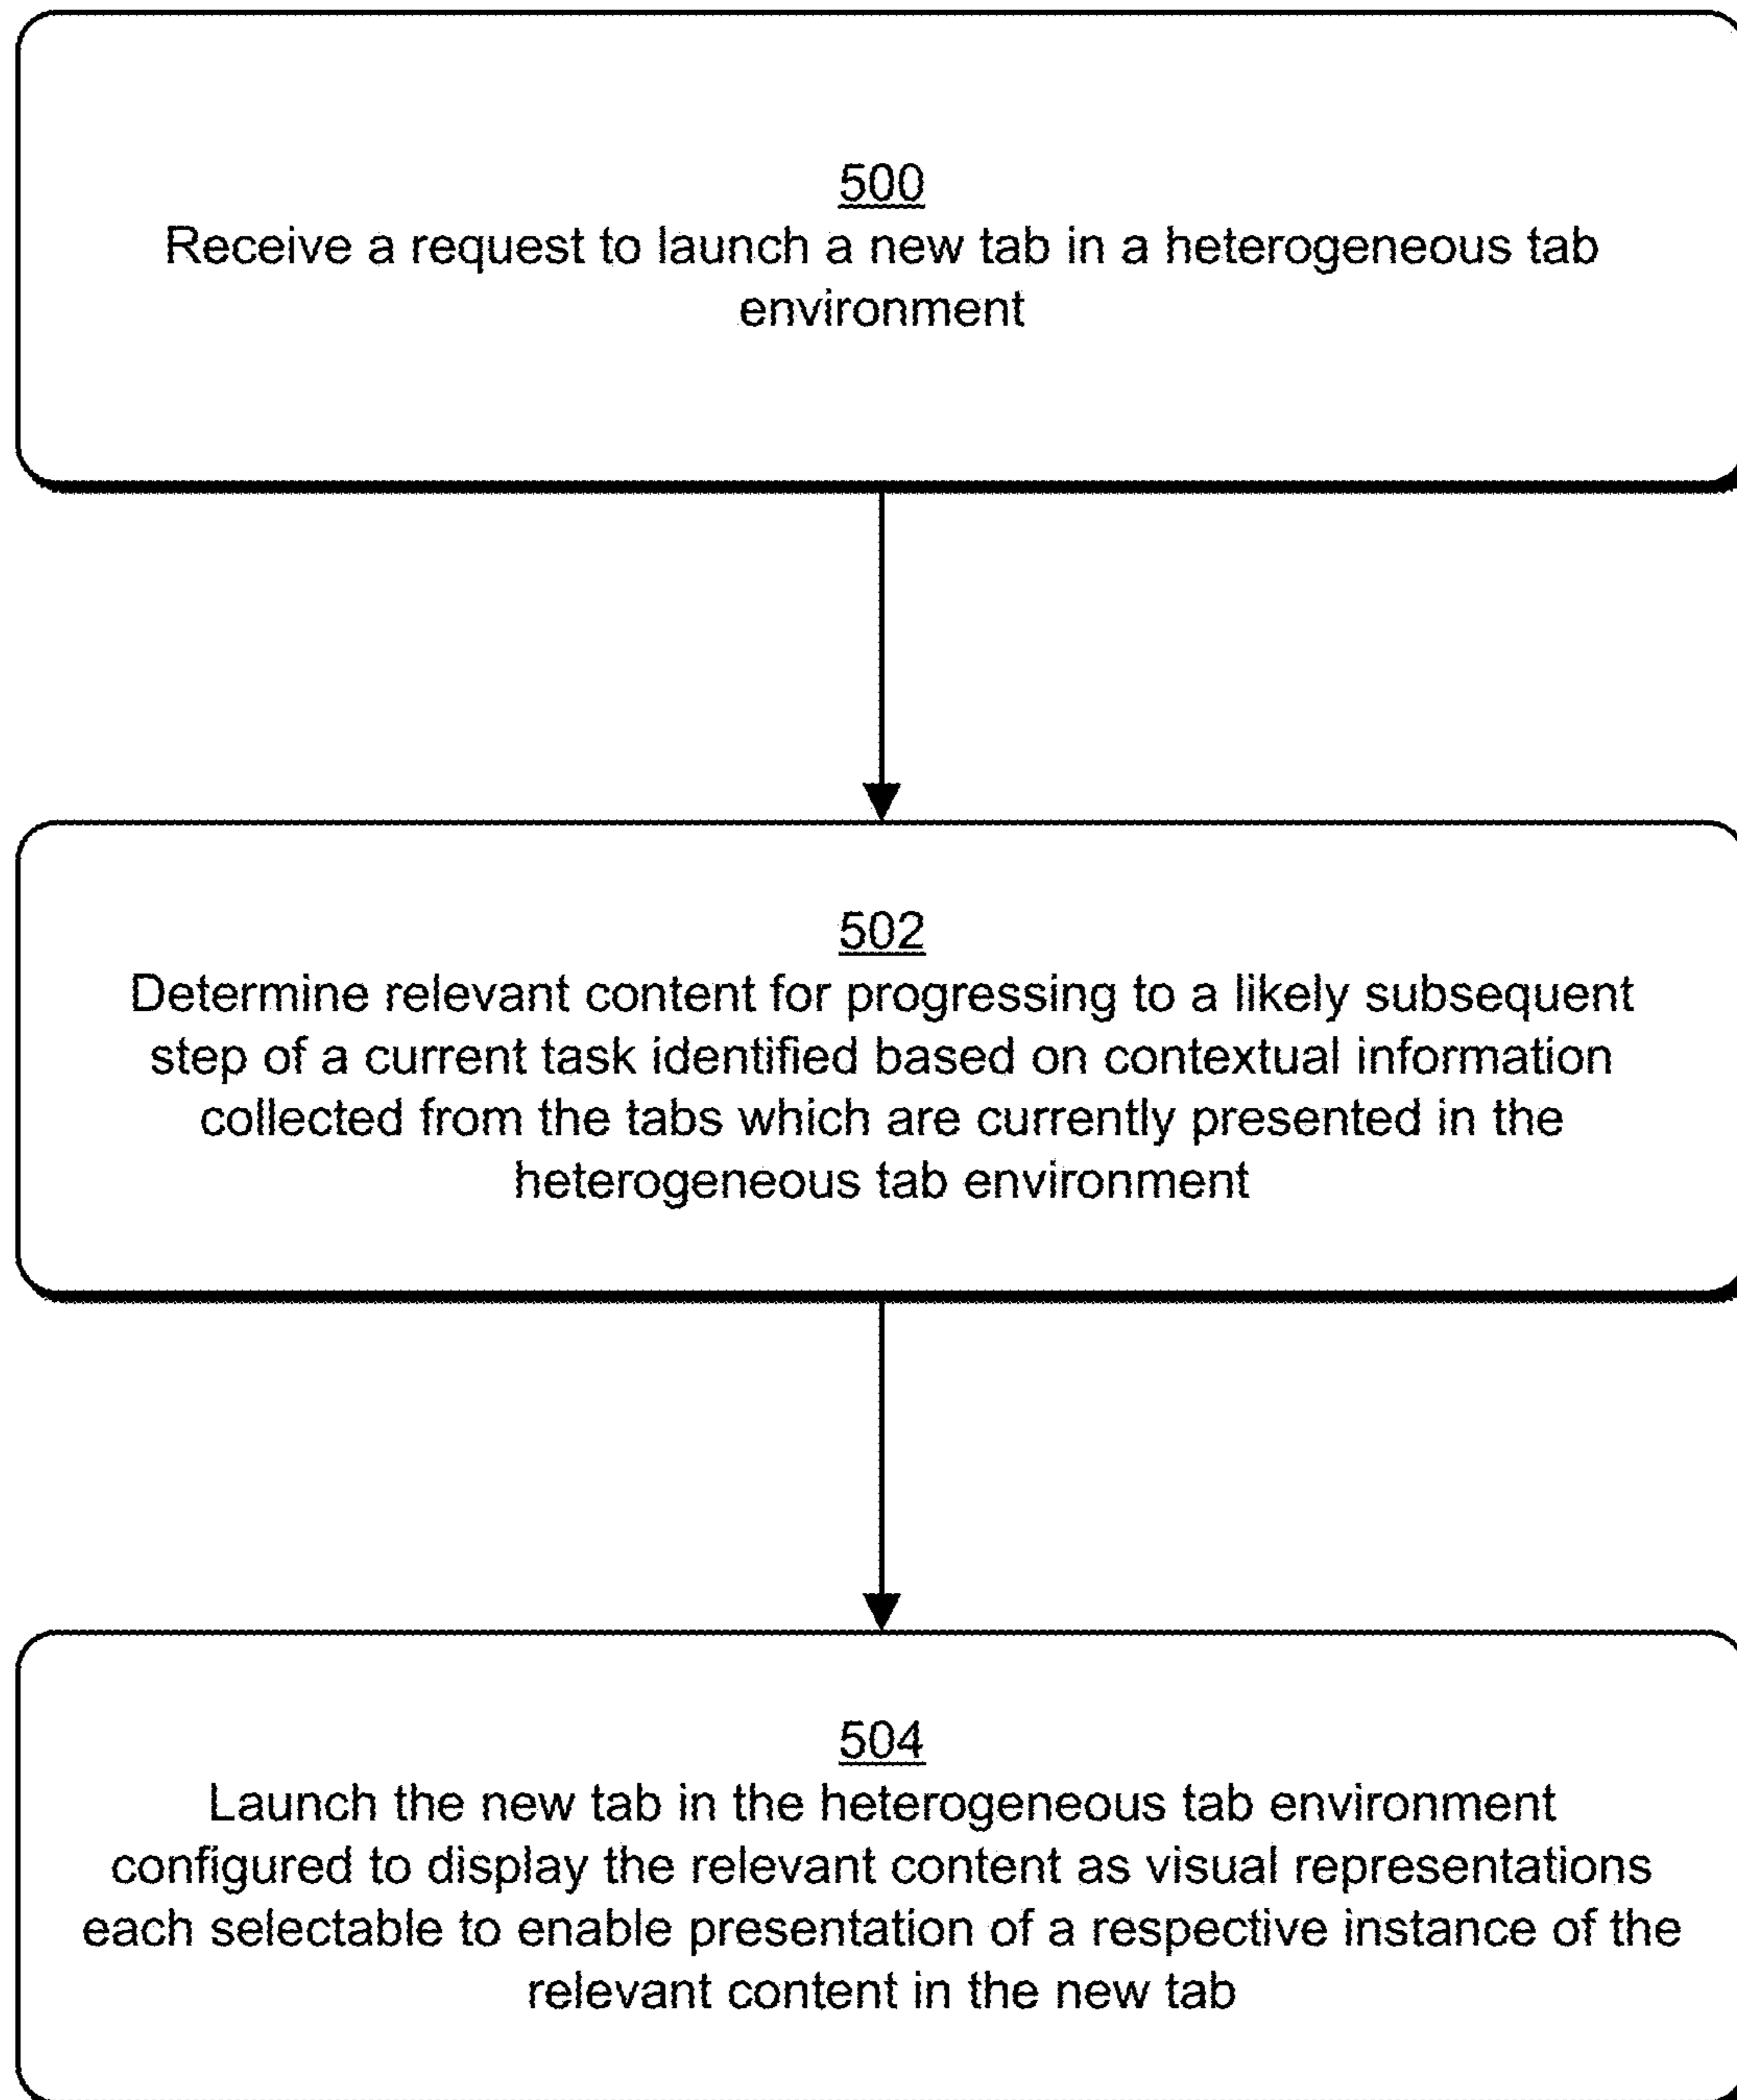 500
Receive a request to launch a new tab in a heterogeneous tab
environment
502
Determine relevant content for progressing to a likely subsequent
step of a current task identified based on contextual information
collected from the tabs which are currently presented in the
heterogeneous tab environment
504
Launch the new tab in the heterogeneous tab environment
configured to display the relevant content as visual representations
each selectable to enable presentation of a respective instance of the
relevant content in the new tab